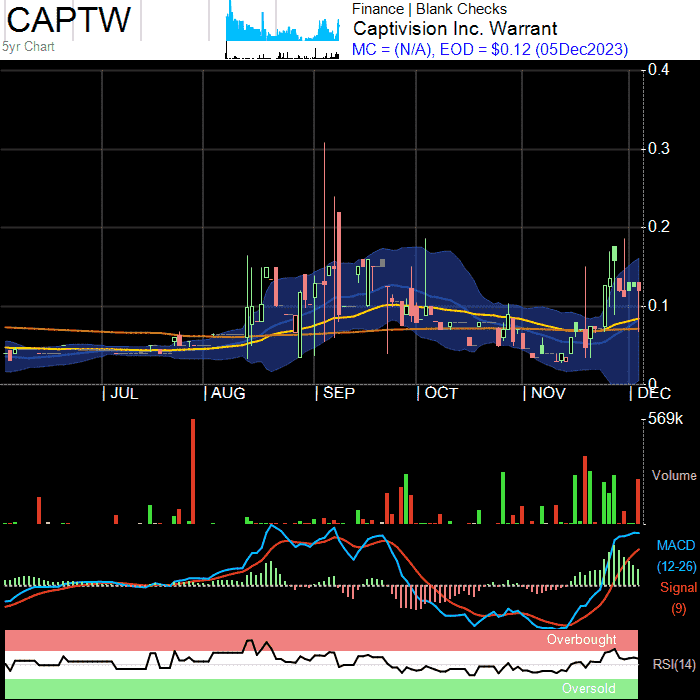 CAPTW
5yr Chart
Finance | Blank Checks
Captivision Inc. Warrant
MC = (N/A), EOD = $0.12 (05Dec2023)
0.4
0.3
0.2
0.1
0
| JUL | AUG | SEP | OCT | NOV | DEC
569k
Volume
MACD
(12-26)
Signal
(9)
Overbought
RSI(14)
Oversold